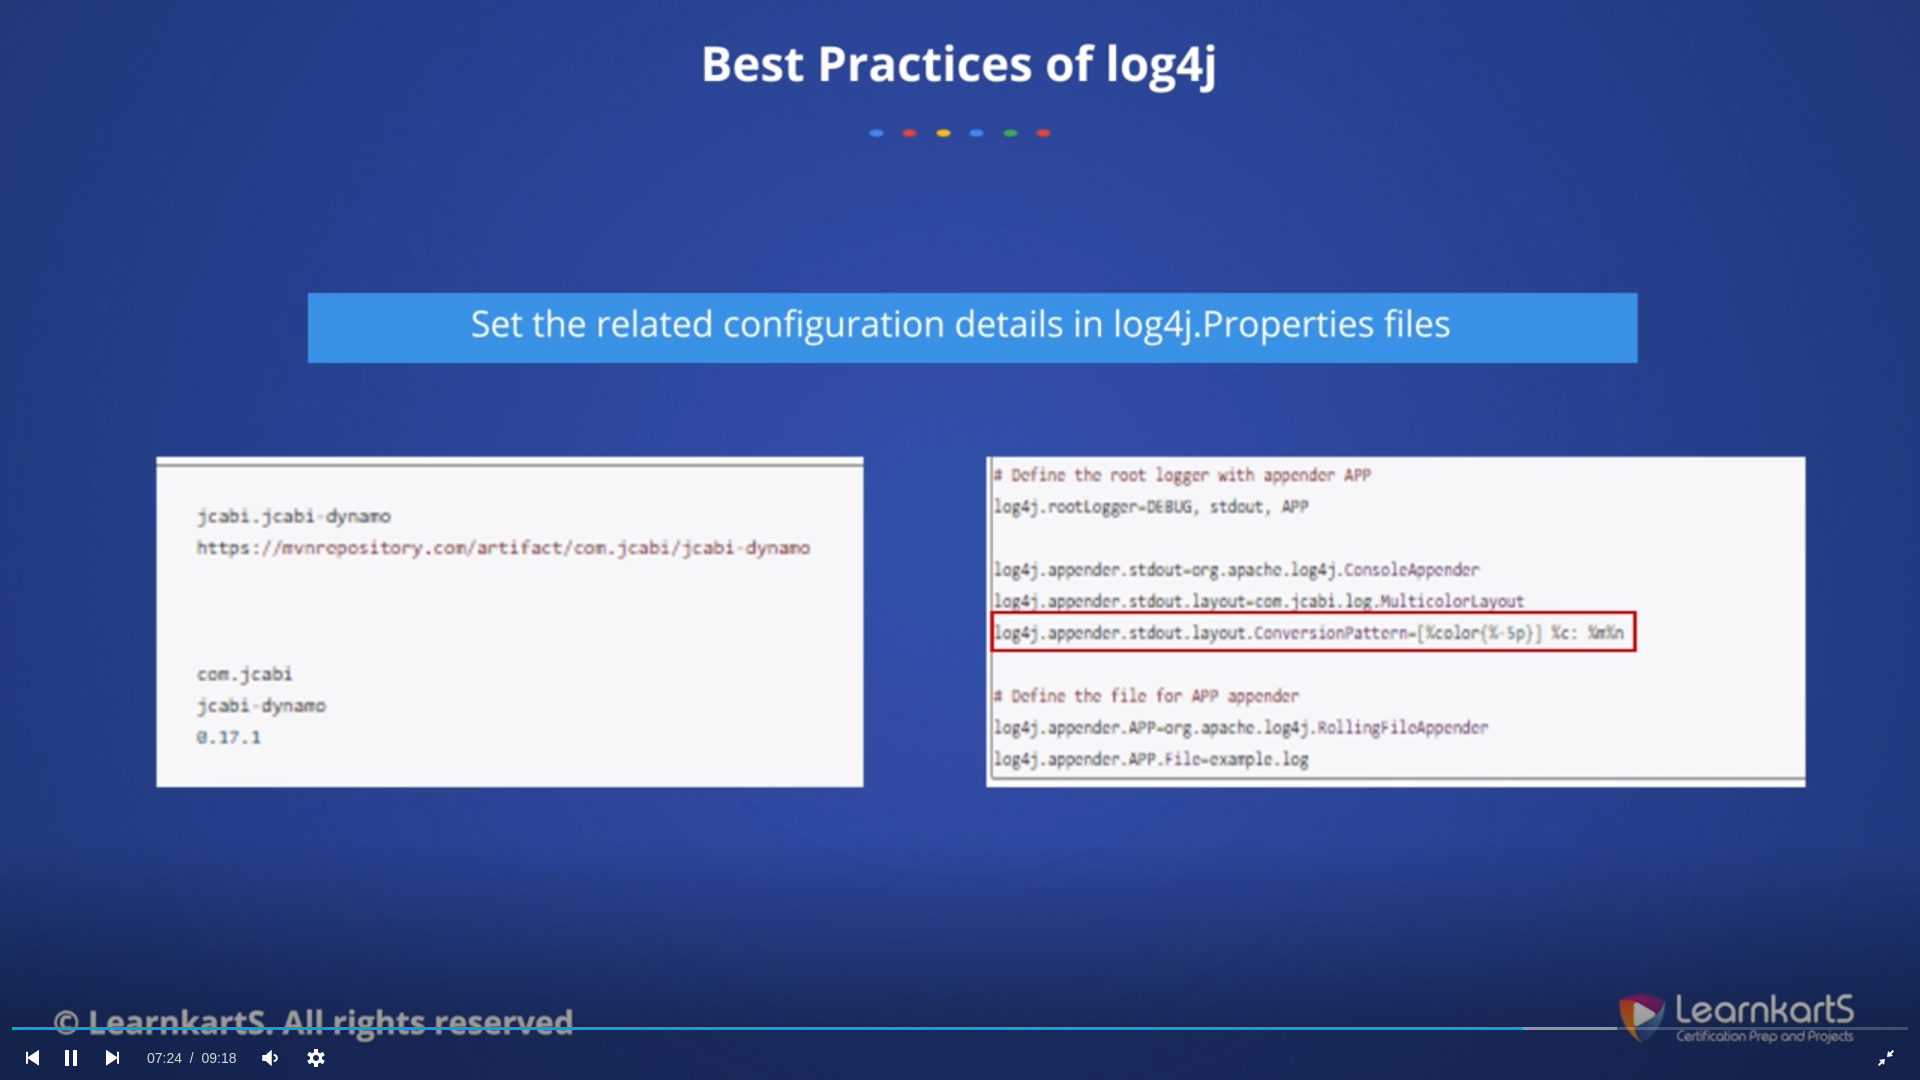 Best Practices of log4j
Set the related configuration details in log4j.Properties files
jcabi.jcabi-dynamo
https://mvnrepository.com/artifact/com.jcabi/jcabi-dynamo
com.jcabi
jcabi-dynamo
0.17.1
# Define the root logger with appender APP
log4j.rootLogger=DEBUG, stdout, APP
log4j.appender.stdout=org.apache.log4j.ConsoleAppender
log4j.appender.stdout.layout=com.jcabi.log.MulticolorLayout
log4j.appender.stdout.layout.ConversionPattern=[%color{%-5p}] %c: %m%n
# Define the file for APP appender
log4j.appender.APP=org.apache.log4j.RollingFileAppender
log4j.appender.APP.File=example.log
© LearnkartS. All rights reserved
LearnkartS
Certification Prep and Projects
07:24 / 09:18